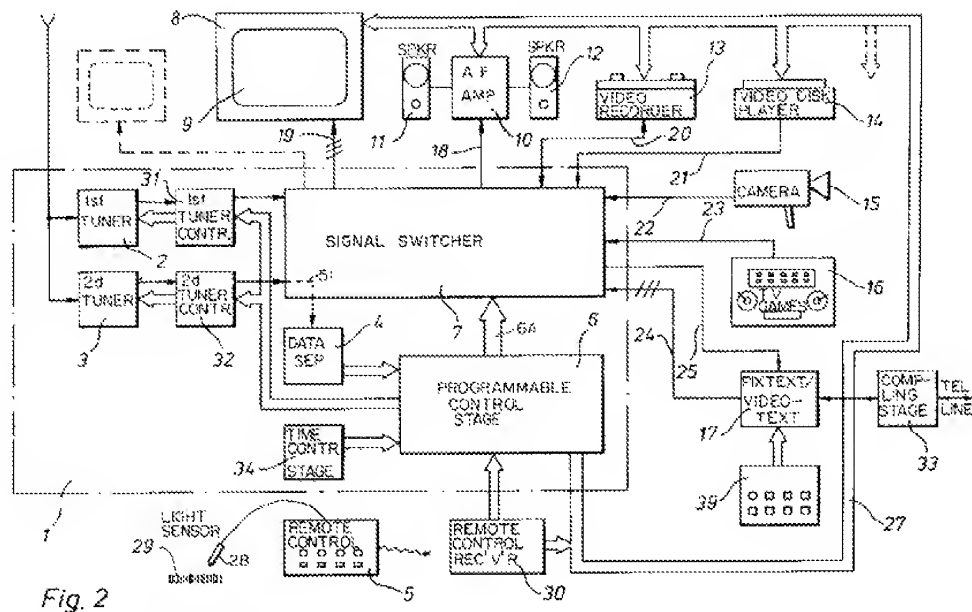 8
SPKR
SPKR
12
13
A F
AMP
VIDEO
RECORDER
VIDEO DISK
PLAYER
9
19
11
10
18
20
14
21
31
1st
TUNER
1st
TUNER
CONTR.
2
SIGNAL SWITCHER
CAMERA
15
22
23
2d
TUNER
2d
TUNER
CONTR.
5'
3
32
4
7
T.V.
GAMES
16
DATA
SEP.
6A
6
24
25
PROGRAMMABLE
CONTROL
STAGE
FIXTEXT/
VIDEO-
TEXT
17
COMP-
LING
STAGE
TEL
LINE
33
TIME
CONTR
STAGE
34
39
1
LIGHT
SENSOR
29
28
REMOTE
CONTROL
5
REMOTE
CONTROL
REC'V'R
30
27
Fig. 2